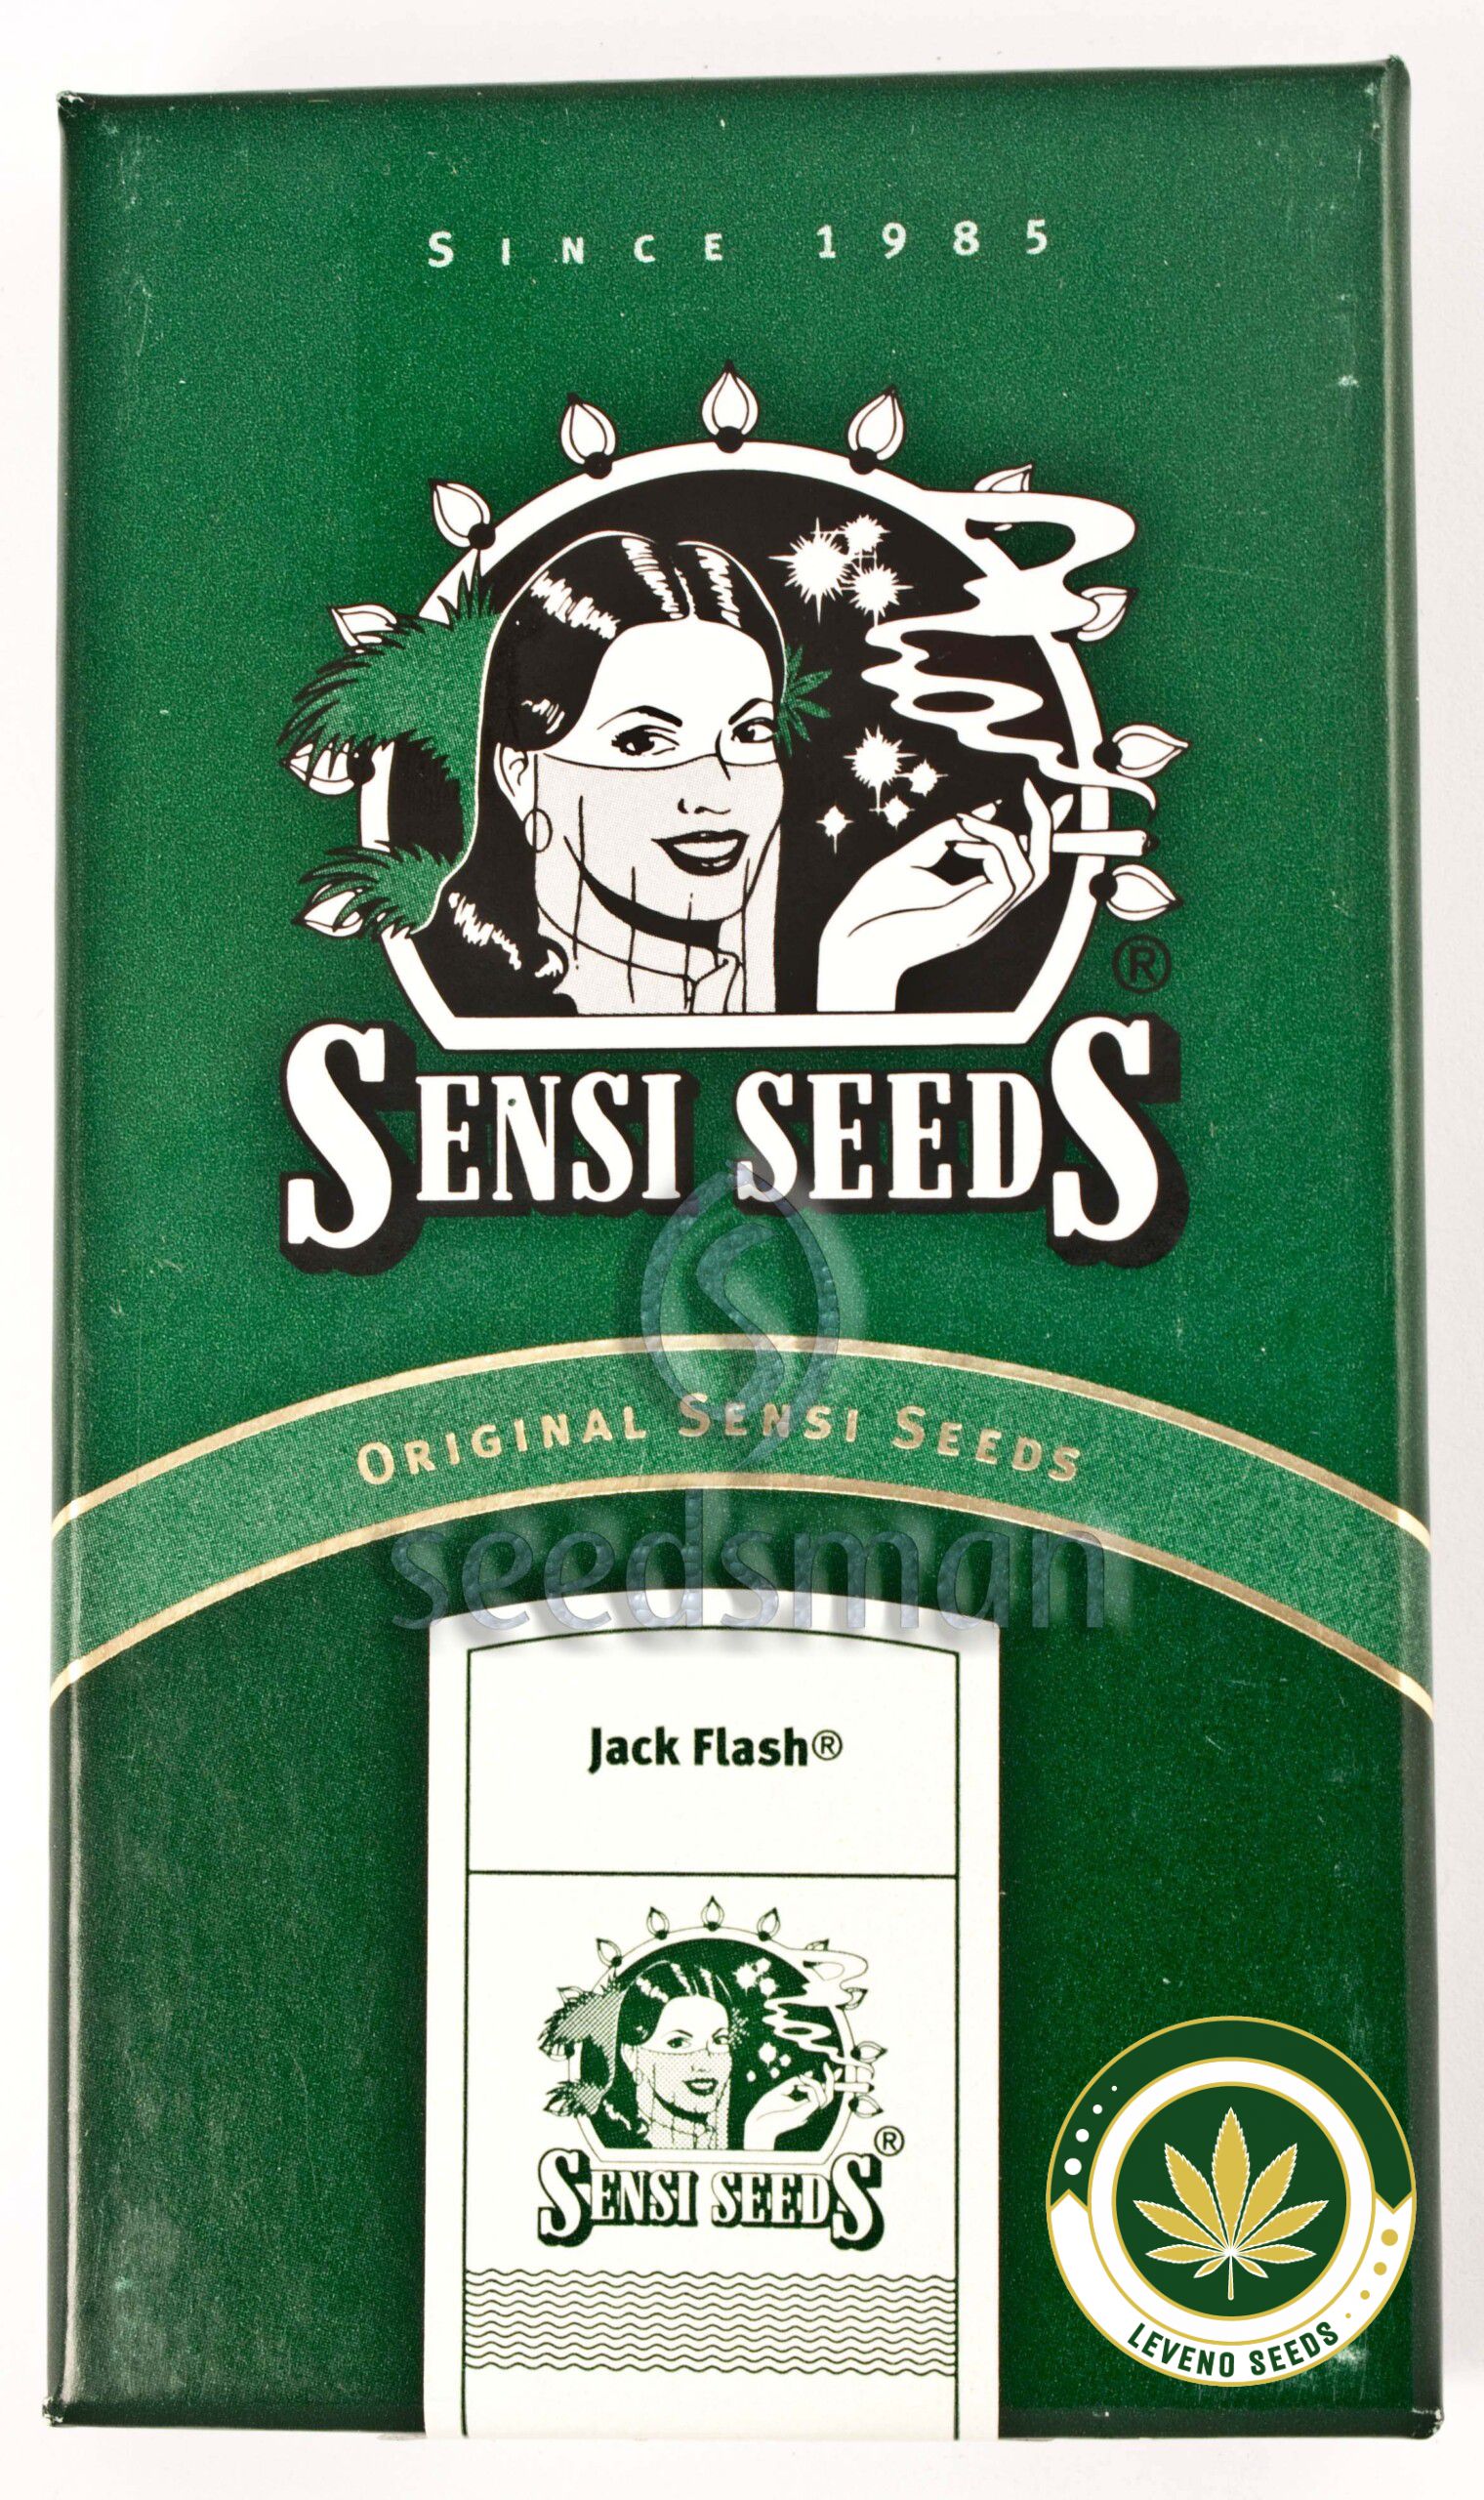 SINCE 1985
®
SENSI SEEDS
ORIGINAL SENSI SEEDS
seedsman
Jack Flash®
®
SENSI SEEDS
LEVENO SEEDS